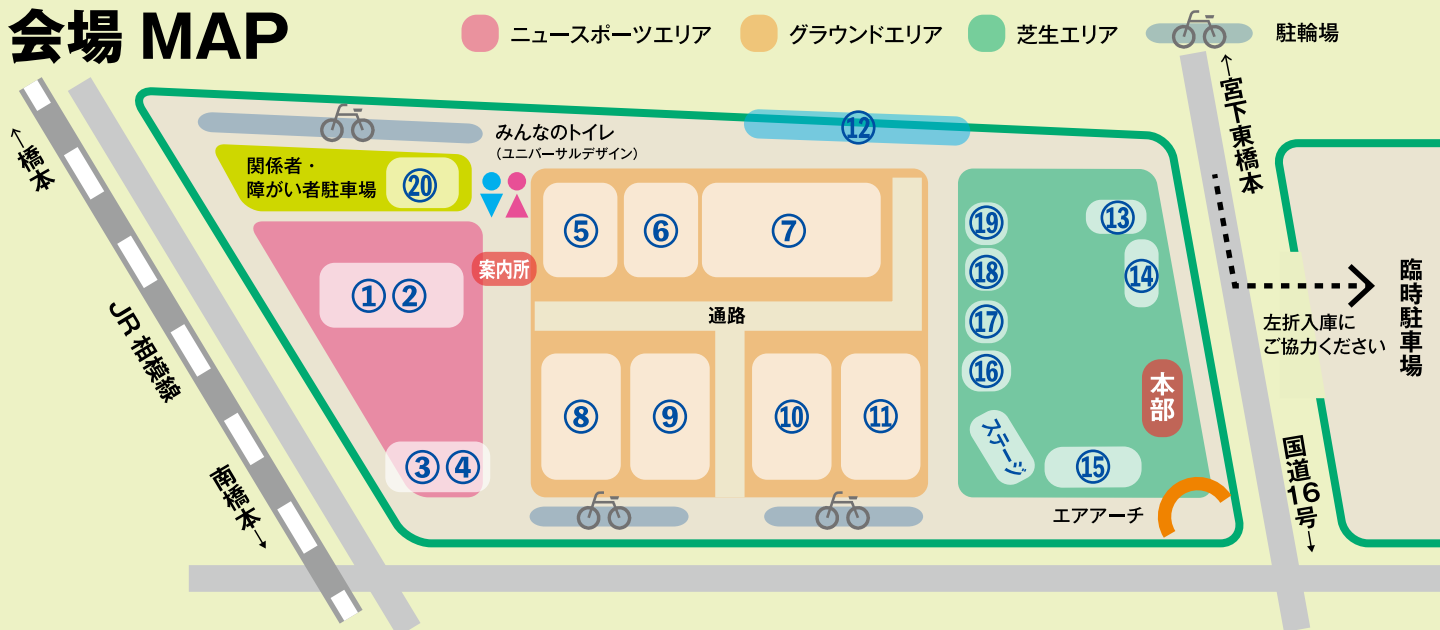 会場 MAP
ニュースポーツエリア
グラウンドエリア
芝生エリア
駐輪場
↑橋本
JR相模線
南橋本↓
みんなのトイレ
(ユニバーサルデザイン)
関係者・
障がい者駐車場
⑳
案内所
① ②
③ ④
⑤
⑥
⑦
通路
⑧
⑨
⑩
⑪
⑫
⑬
⑭
⑲
⑱
⑰
⑯
ステージ
⑮
本部
エアアーチ
↑宮下東橋本
国道16号↓
左折入庫に
ご協力ください
臨時駐車場